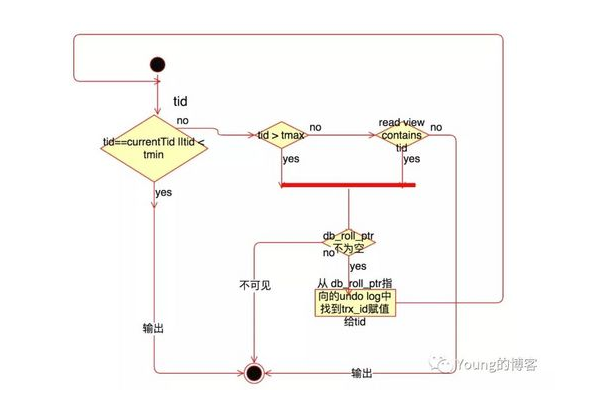 tid
no
tid==currentTid IItid <
tmin
yes
tid > tmax
no
yes
read view
contains
tid
no
yes
db_roll_ptr
不为空
no
yes
不可见
从 db_roll_ptr指
向的undo log中
找到trx_id赋值
给tid
输出
输出
Young的博客